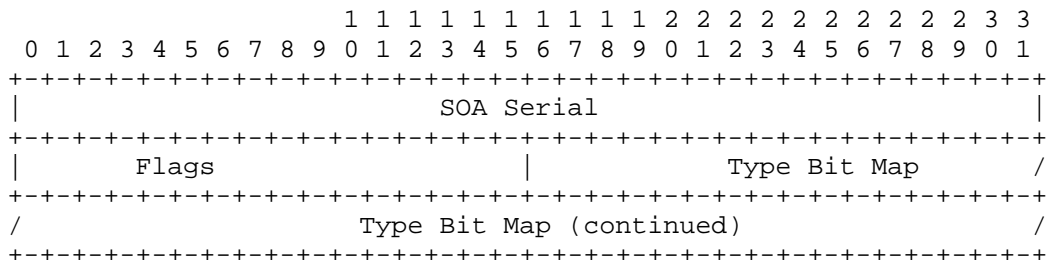 1 1 1 1 1 1 1 1 1 1 2 2 2 2 2 2 2 2 2 2 3 3
 0 1 2 3 4 5 6 7 8 9 0 1 2 3 4 5 6 7 8 9 0 1 2 3 4 5 6 7 8 9 0 1
+-+-+-+-+-+-+-+-+-+-+-+-+-+-+-+-+-+-+-+-+-+-+-+-+-+-+-+-+-+-+-+-+
|                          SOA Serial                           |
+-+-+-+-+-+-+-+-+-+-+-+-+-+-+-+-+-+-+-+-+-+-+-+-+-+-+-+-+-+-+-+-+
|       Flags                   |            Type Bit Map       /
+-+-+-+-+-+-+-+-+-+-+-+-+-+-+-+-+-+-+-+-+-+-+-+-+-+-+-+-+-+-+-+-+
/                     Type Bit Map (continued)                  /
+-+-+-+-+-+-+-+-+-+-+-+-+-+-+-+-+-+-+-+-+-+-+-+-+-+-+-+-+-+-+-+-+